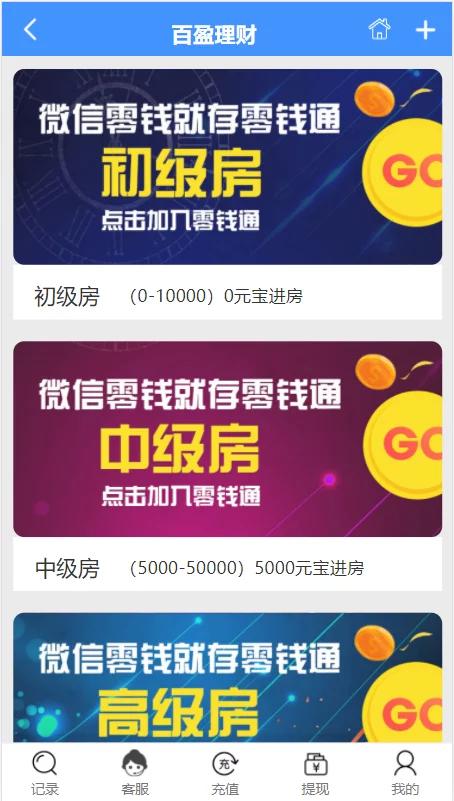 百盈理财
微信零钱就存零钱通
初级房
点击加入零钱通
GO
初级房 （0-10000）0元宝进房
微信零钱就存零钱通
中级房
点击加入零钱通
GO
中级房 （5000-50000）5000元宝进房
微信零钱就存零钱通
高级房
GO
充
记录 客服 充值 提现 我的